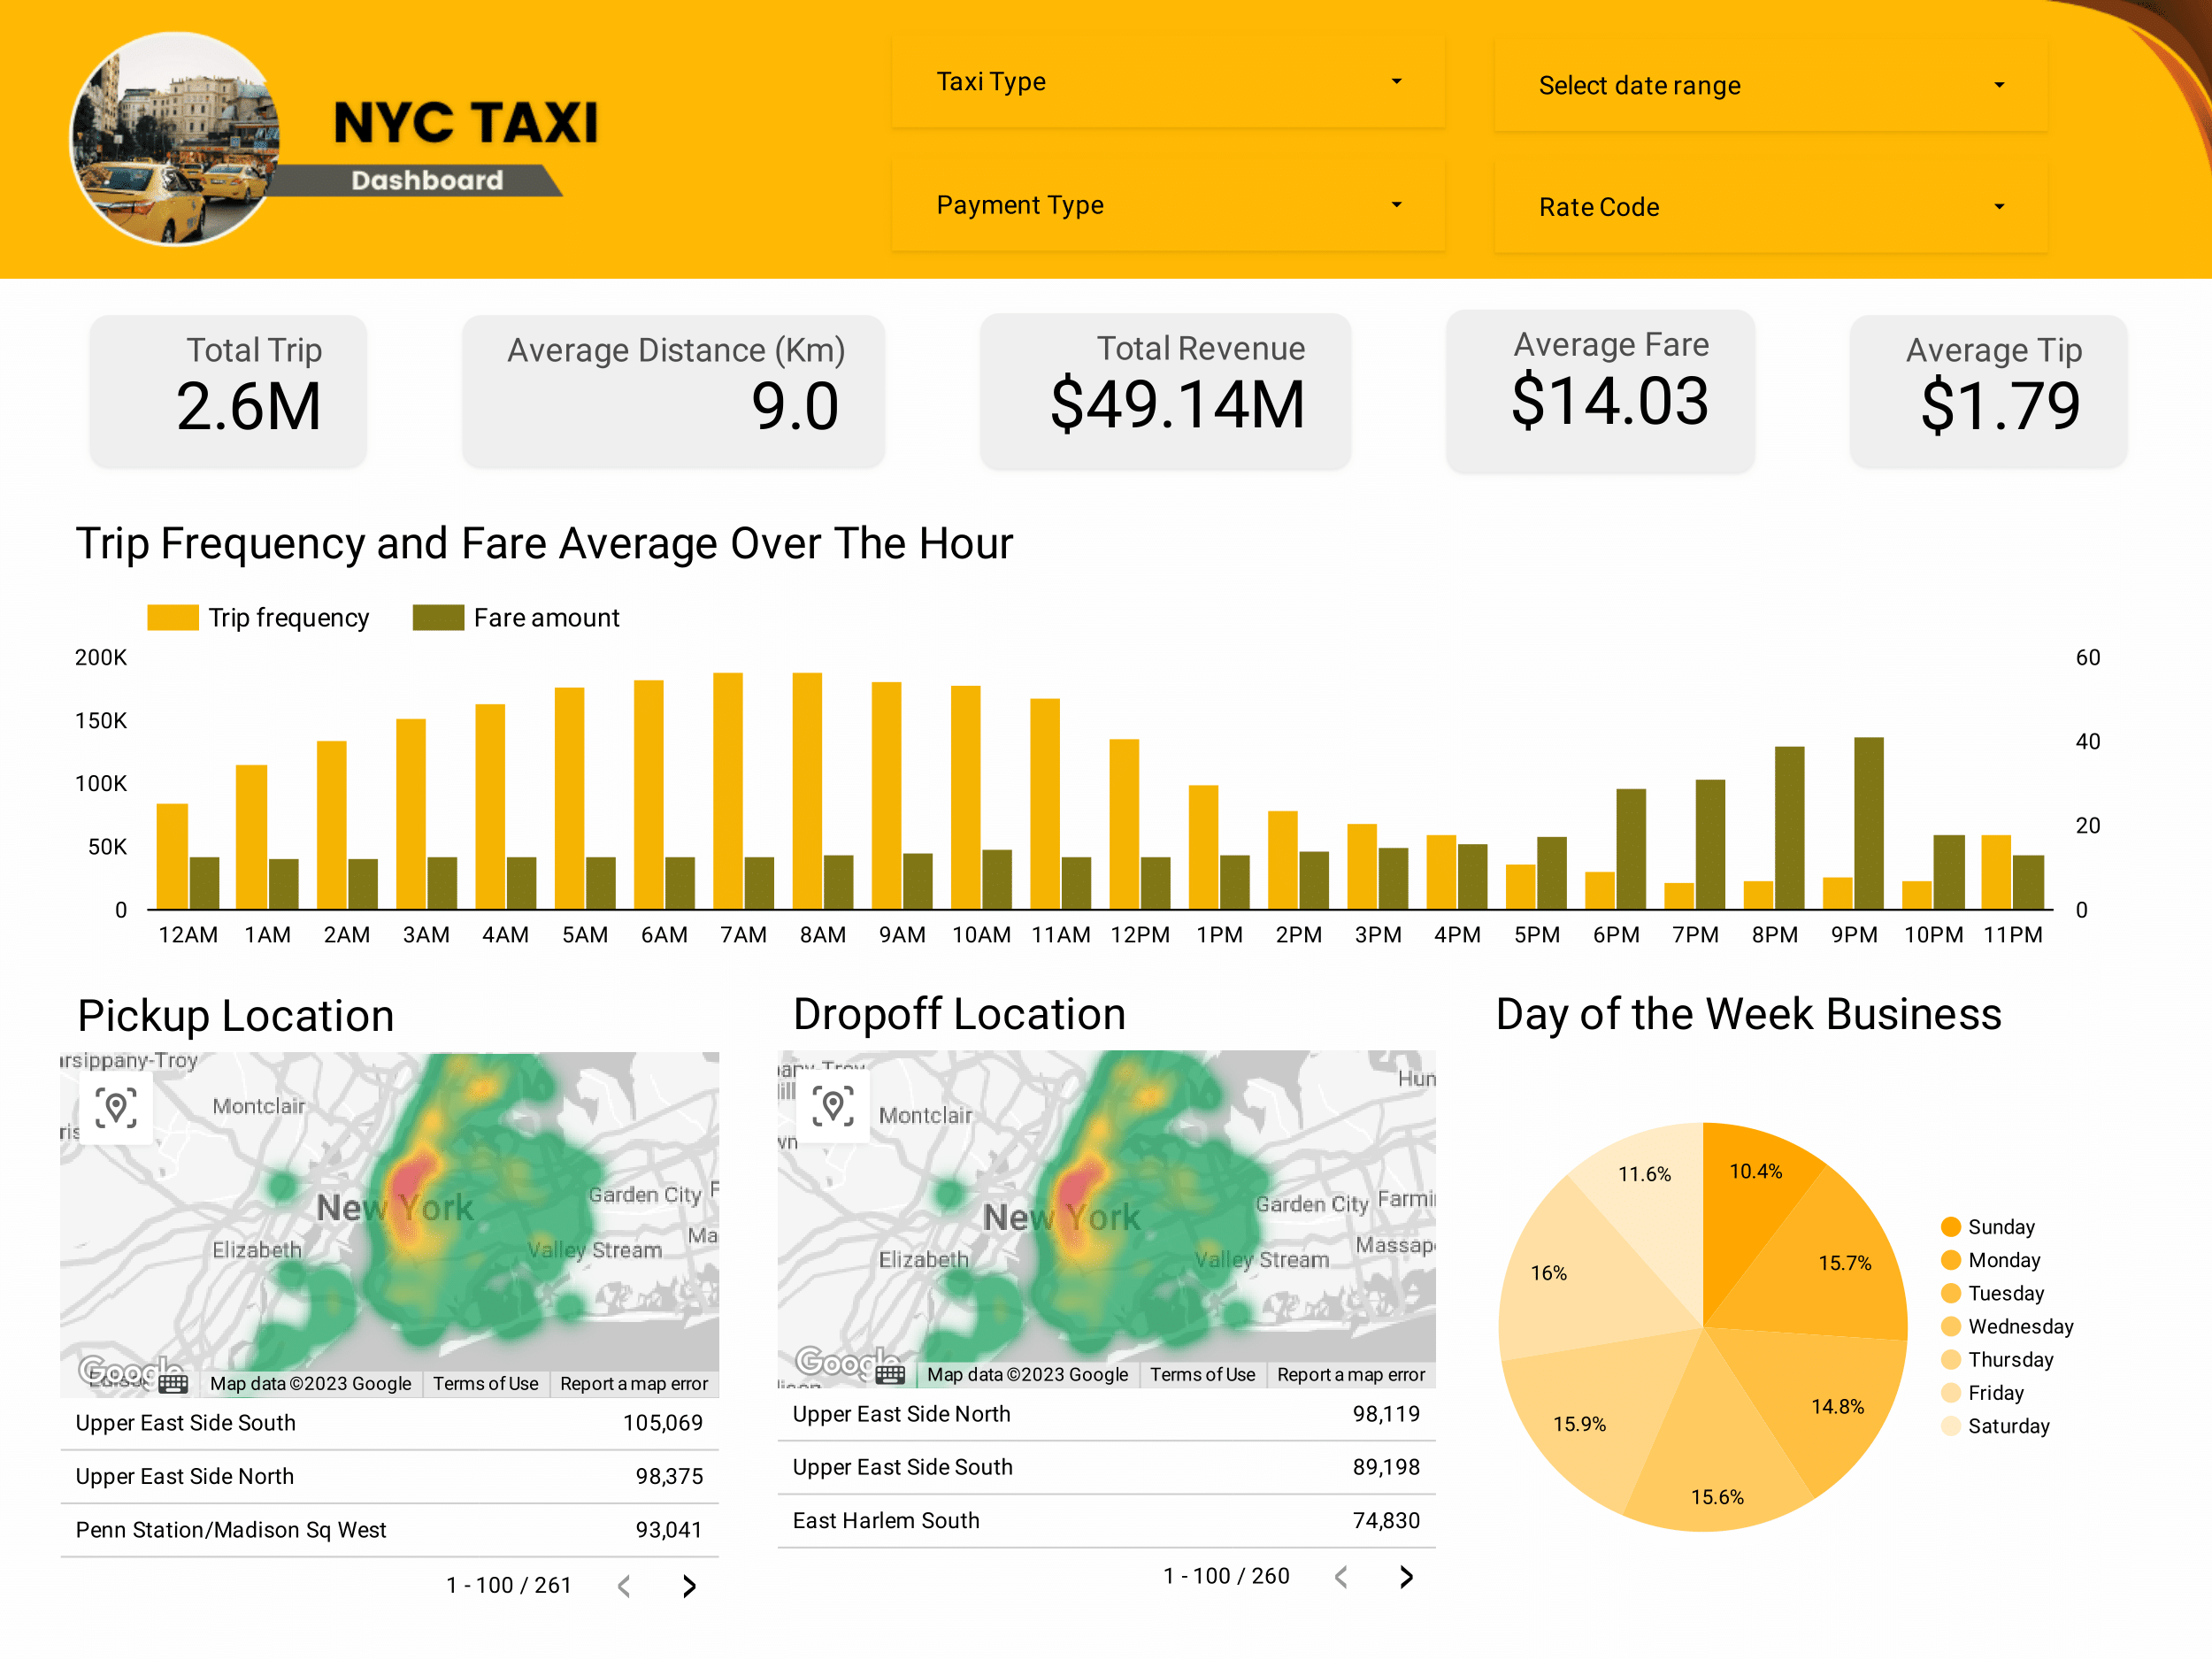 NYC TAXI
Dashboard
Taxi Type
Select date range
Payment Type
Rate Code
Total Trip
2.6M
Average Distance (Km)
9.0
Total Revenue
$49.14M
Average Fare
$14.03
Average Tip
$1.79
Trip Frequency and Fare Average Over The Hour
Trip frequency
Fare amount
200K
150K
100K
50K
0
60
40
20
0
12AM 1AM 2AM 3AM 4AM 5AM 6AM 7AM 8AM 9AM 10AM 11AM 12PM 1PM 2PM 3PM 4PM 5PM 6PM 7PM 8PM 9PM 10PM 11PM
Pickup Location
arsippany-Troy
Montclair
ris
New York
Garden City F
Elizabeth
Valley Stream
Ma
Google
Map data ©2023 Google
Terms of Use
Report a map error
Upper East Side South 105,069
Upper East Side North 98,375
Penn Station/Madison Sq West 93,041
1 - 100 / 261
Dropoff Location
Hun
Montclair
wn
New York
Garden City
Farmi
Elizabeth
Valley Stream
Massap
Google
Map data ©2023 Google
Terms of Use
Report a map error
Upper East Side North 98,119
Upper East Side South 89,198
East Harlem South 74,830
1 - 100 / 260
Day of the Week Business
11.6%
10.4%
15.7%
16%
14.8%
15.9%
15.6%
Sunday
Monday
Tuesday
Wednesday
Thursday
Friday
Saturday